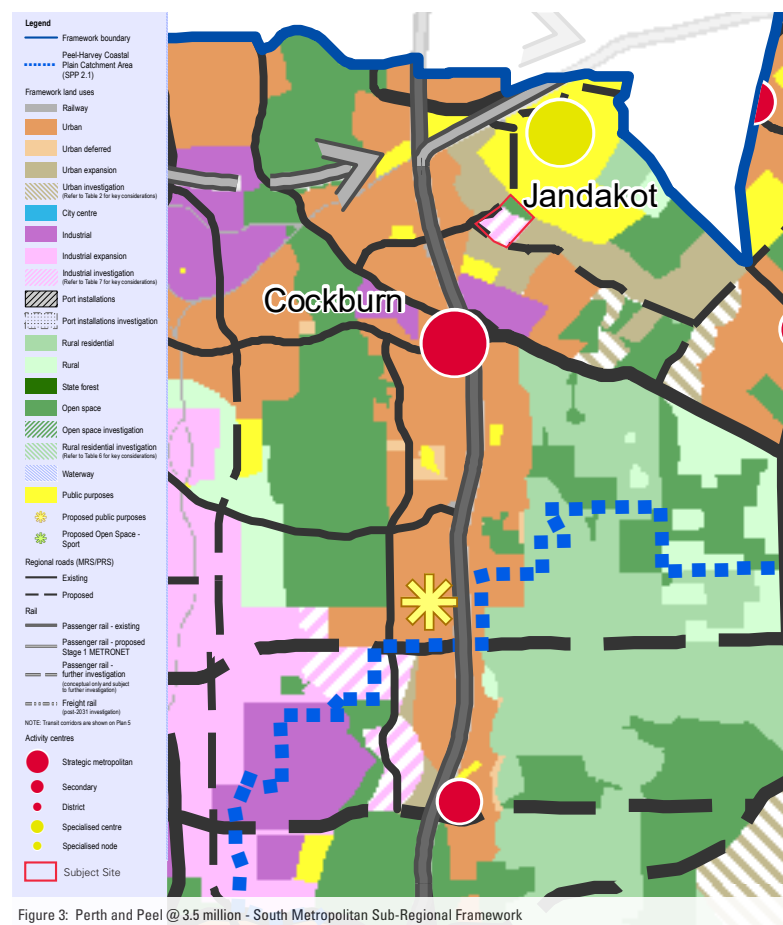 Legend
Framework boundary
Peel-Harvey Coastal
Plain Catchment Area
(SPP 2.1)
Framework land uses
Railway
Urban
Urban deferred
Urban expansion
Urban investigation
(Refer to Table 2 for key considerations)
City centre
Industrial
Industrial expansion
Industrial investigation
(Refer to Table 7 for key considerations)
Port installations
Port installations investigation
Rural residential
Rural
State forest
Open space
Open space investigation
Rural residential investigation
(Refer to Table 6 for key considerations)
Waterway
Public purposes
Proposed public purposes
Proposed Open Space -
Sport
Regional roads (MRS/PRS)
Existing
Proposed
Rail
Passenger rail - existing
Passenger rail - proposed
Stage 1 METRONET
Passenger rail -
further investigation
(conceptual only and subject
to further investigation)
Freight rail
(post-2031 investigation)
NOTE: Transit corridors are shown on Plan 5
Activity centres
Strategic metropolitan
Secondary
District
Specialised centre
Specialised node
Subject Site
Jandakot
Cockburn
Figure 3: Perth and Peel @ 3.5 million - South Metropolitan Sub-Regional Framework